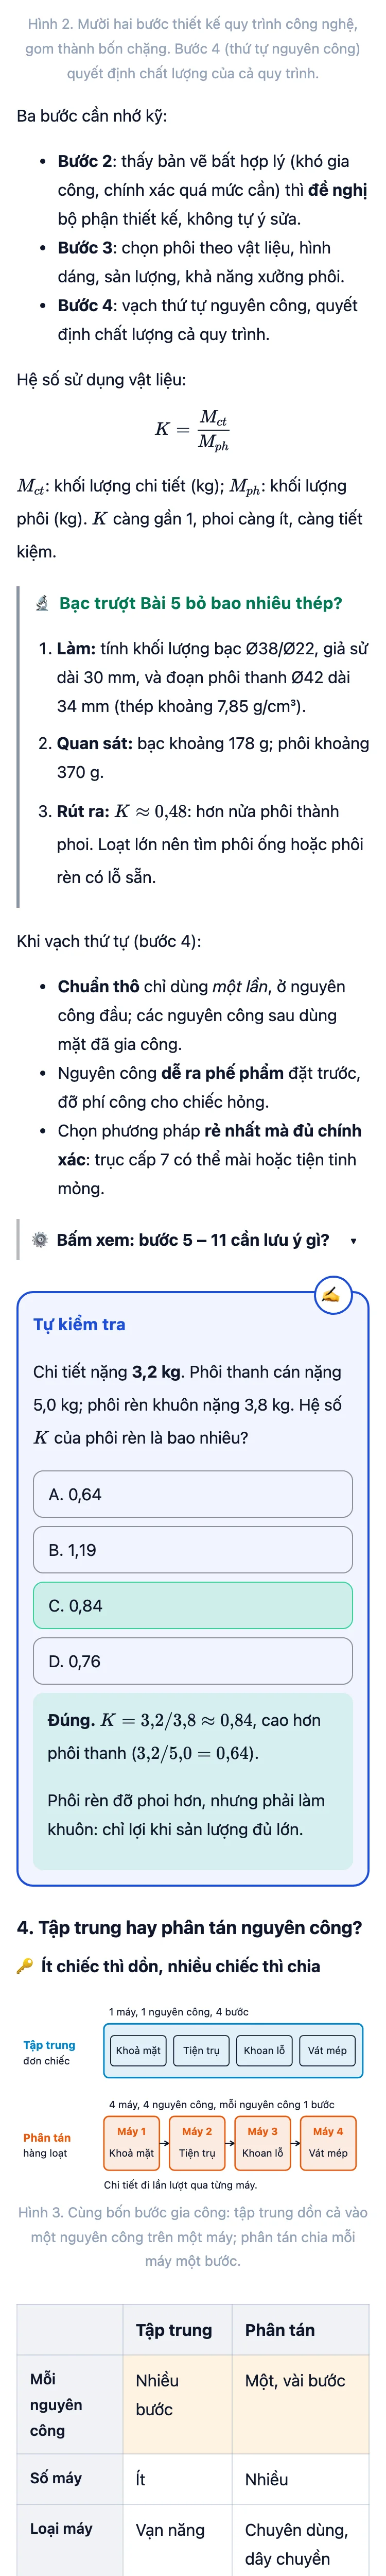 Hình 2. Mười hai bước thiết kế quy trình công nghệ,
gom thành bốn chặng. Bước 4 (thứ tự nguyên công)
quyết định chất lượng của cả quy trình.
Ba bước cần nhớ kỹ:
• Bước 2: thấy bản vẽ bất hợp lý (khó gia
công, chính xác quá mức cần) thì đề nghị
bộ phận thiết kế, không tự ý sửa.
• Bước 3: chọn phôi theo vật liệu, hình
dáng, sản lượng, khả năng xưởng phôi.
• Bước 4: vạch thứ tự nguyên công, quyết
định chất lượng cả quy trình.
Hệ số sử dụng vật liệu:
K = M_ct / M_ph
M_ct: khối lượng chi tiết (kg); M_ph: khối lượng
phôi (kg). K càng gần 1, phoi càng ít, càng tiết
kiệm.
🔬 Bạc trượt Bài 5 bỏ bao nhiêu thép?
1. Làm: tính khối lượng bạc Ø38/Ø22, giả sử
dài 30 mm, và đoạn phôi thanh Ø42 dài
34 mm (thép khoảng 7,85 g/cm³).
2. Quan sát: bạc khoảng 178 g; phôi khoảng
370 g.
3. Rút ra: K ≈ 0,48: hơn nửa phôi thành
phoi. Loạt lớn nên tìm phôi ống hoặc phôi
rèn có lỗ sẵn.
Khi vạch thứ tự (bước 4):
• Chuẩn thô chỉ dùng một lần, ở nguyên
công đầu; các nguyên công sau dùng
mặt đã gia công.
• Nguyên công dễ ra phế phẩm đặt trước,
đỡ phí công cho chiếc hỏng.
• Chọn phương pháp rẻ nhất mà đủ chính
xác: trục cấp 7 có thể mài hoặc tiện tinh
mỏng.
⚙️ Bấm xem: bước 5 – 11 cần lưu ý gì? ▼
✍️
Tự kiểm tra
Chi tiết nặng 3,2 kg. Phôi thanh cán nặng
5,0 kg; phôi rèn khuôn nặng 3,8 kg. Hệ số
K của phôi rèn là bao nhiêu?
A. 0,64
B. 1,19
C. 0,84
D. 0,76
Đúng. K = 3,2/3,8 ≈ 0,84, cao hơn
phôi thanh (3,2/5,0 = 0,64).
Phôi rèn đỡ phoi hơn, nhưng phải làm
khuôn: chỉ lợi khi sản lượng đủ lớn.
4. Tập trung hay phân tán nguyên công?
🔑 Ít chiếc thì dồn, nhiều chiếc thì chia
1 máy, 1 nguyên công, 4 bước
Tập trung
đơn chiếc
Khoả mặt Tiện trụ Khoan lỗ Vát mép
4 máy, 4 nguyên công, mỗi nguyên công 1 bước
Phân tán
hàng loạt
Máy 1 Máy 2 Máy 3 Máy 4
Khoả mặt Tiện trụ Khoan lỗ Vát mép
Chi tiết đi lần lượt qua từng máy.
Hình 3. Cùng bốn bước gia công: tập trung dồn cả vào
một nguyên công trên một máy; phân tán chia mỗi
máy một bước.
Tập trung Phân tán
Mỗi nguyên công Nhiều bước Một, vài bước
Số máy Ít Nhiều
Loại máy Vạn năng Chuyên dùng, dây chuyền